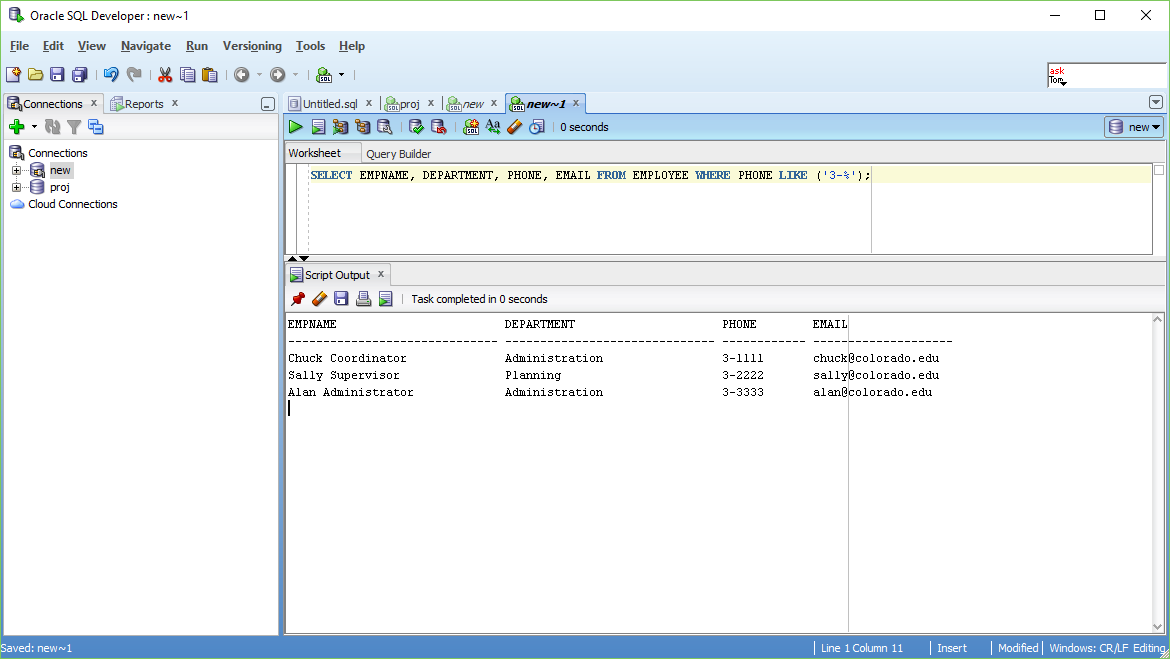 Oracle SQL Developer : new~1
File Edit View Navigate Run Versioning Tools Help
ask
Tom
Connections x Reports x
Untitled.sql x proj x new x new~1 x
0 seconds
new
Worksheet Query Builder
Connections
new
proj
Cloud Connections
SELECT EMPNAME, DEPARTMENT, PHONE, EMAIL FROM EMPLOYEE WHERE PHONE LIKE ('3-%');
Script Output x
Task completed in 0 seconds
EMPNAME DEPARTMENT PHONE EMAIL
------------------------------ ------------------------------ ------------ --------------------
Chuck Coordinator Administration 3-1111 chuck@colorado.edu
Sally Supervisor Planning 3-2222 sally@colorado.edu
Alan Administrator Administration 3-3333 alan@colorado.edu
Saved: new~1 Line 1 Column 11 Insert Modified Windows: CR/LF Editing